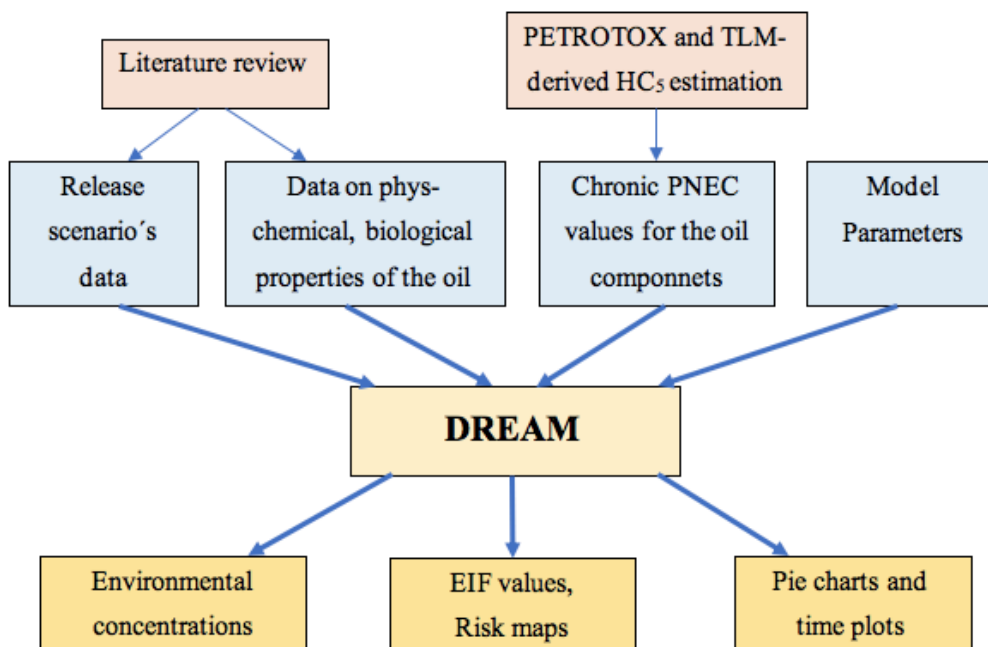 Literature review
PETROTOX and TLM-
derived HC₅ estimation
Release
scenario´s
data
Data on phys-
chemical, biological
properties of the oil
Chronic PNEC
values for the oil
componnets
Model
Parameters
DREAM
Environmental
concentrations
EIF values,
Risk maps
Pie charts and
time plots